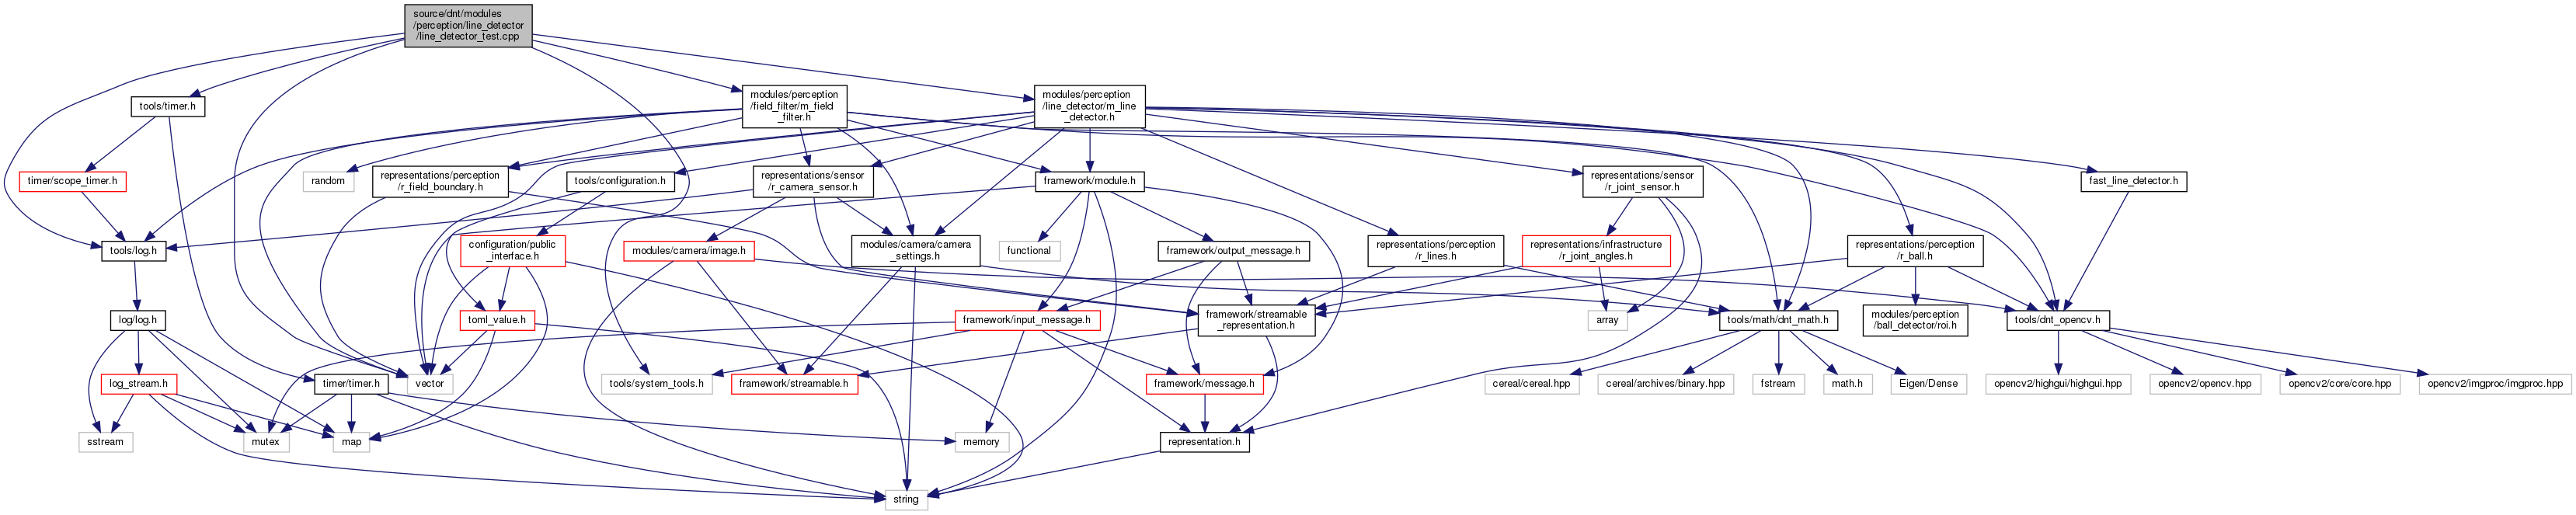 source/dnt/modules
/perception/line_detector
/line_detector_test.cpp
tools/timer.h
modules/perception
/field_filter/m_field
_filter.h
modules/perception
/line_detector/m_line
_detector.h
timer/scope_timer.h
random
representations/perception
/r_field_boundary.h
tools/configuration.h
representations/sensor
/r_camera_sensor.h
framework/module.h
representations/sensor
/r_joint_sensor.h
fast_line_detector.h
tools/log.h
configuration/public
_interface.h
modules/camera/image.h
modules/camera/camera
_settings.h
functional
framework/output_message.h
representations/perception
/r_lines.h
representations/infrastructure
/r_joint_angles.h
representations/perception
/r_ball.h
log/log.h
toml_value.h
framework/input_message.h
framework/streamable
_representation.h
array
tools/math/dnt_math.h
modules/perception
/ball_detector/roi.h
tools/dnt_opencv.h
log_stream.h
timer/timer.h
vector
tools/system_tools.h
framework/streamable.h
framework/message.h
cereal/cereal.hpp
cereal/archives/binary.hpp
fstream
math.h
Eigen/Dense
opencv2/highgui/highgui.hpp
opencv2/opencv.hpp
opencv2/core/core.hpp
opencv2/imgproc/imgproc.hpp
sstream
mutex
map
memory
representation.h
string